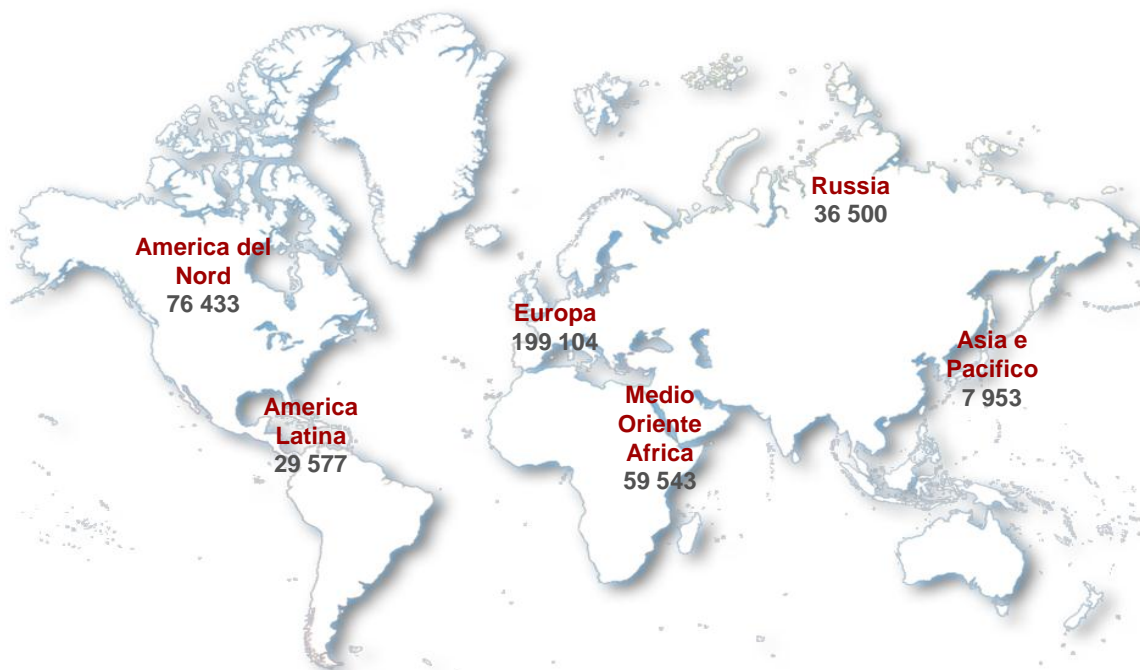 Russia
36 500
America del
Nord
76 433
Europa
199 104
Asia e
Pacifico
7 953
America
Latina
29 577
Medio
Oriente
Africa
59 543